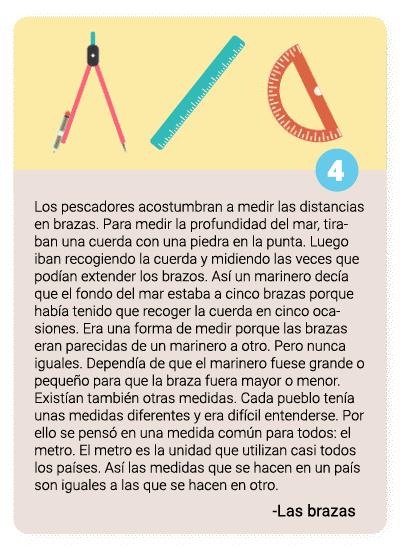 4
Los pescadores acostumbran a medir las distancias
en brazas. Para medir la profundidad del mar, tira-
ban una cuerda con una piedra en la punta. Luego
iban recogiendo la cuerda y midiendo las veces que
podían extender los brazos. Así un marinero decía
que el fondo del mar estaba a cinco brazas porque
había tenido que recoger la cuerda en cinco oca-
siones. Era una forma de medir porque las brazas
eran parecidas de un marinero a otro. Pero nunca
iguales. Dependía de que el marinero fuese grande o
pequeño para que la braza fuera mayor o menor.
Existían también otras medidas. Cada pueblo tenía
unas medidas diferentes y era difícil entenderse. Por
ello se pensó en una medida común para todos: el
metro. El metro es la unidad que utilizan casi todos
los países. Así las medidas que se hacen en un país
son iguales a las que se hacen en otro.
-Las brazas